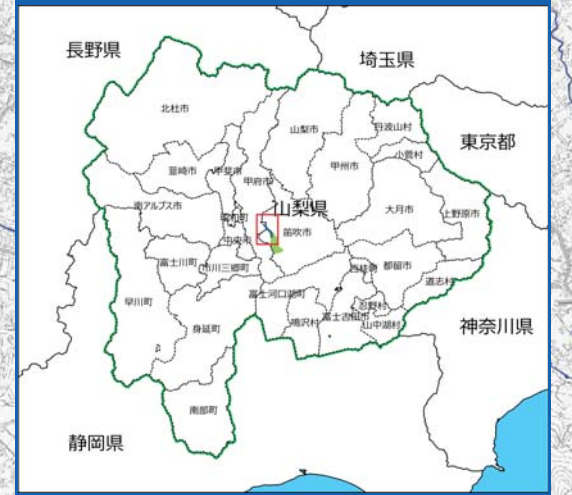 長野県
埼玉県
北杜市
山梨市
丹波山村
東京都
小菅村
韮崎市
甲斐市
甲府市
甲州市
南アルプス市
昭和町
山梨県
大月市
上野原市
中央市
笛吹市
富士川町
市川三郷町
西桂町
都留市
道志村
早川町
富士河口湖町
忍野村
身延町
鳴沢村
富士吉田市
山中湖村
神奈川県
南部町
静岡県